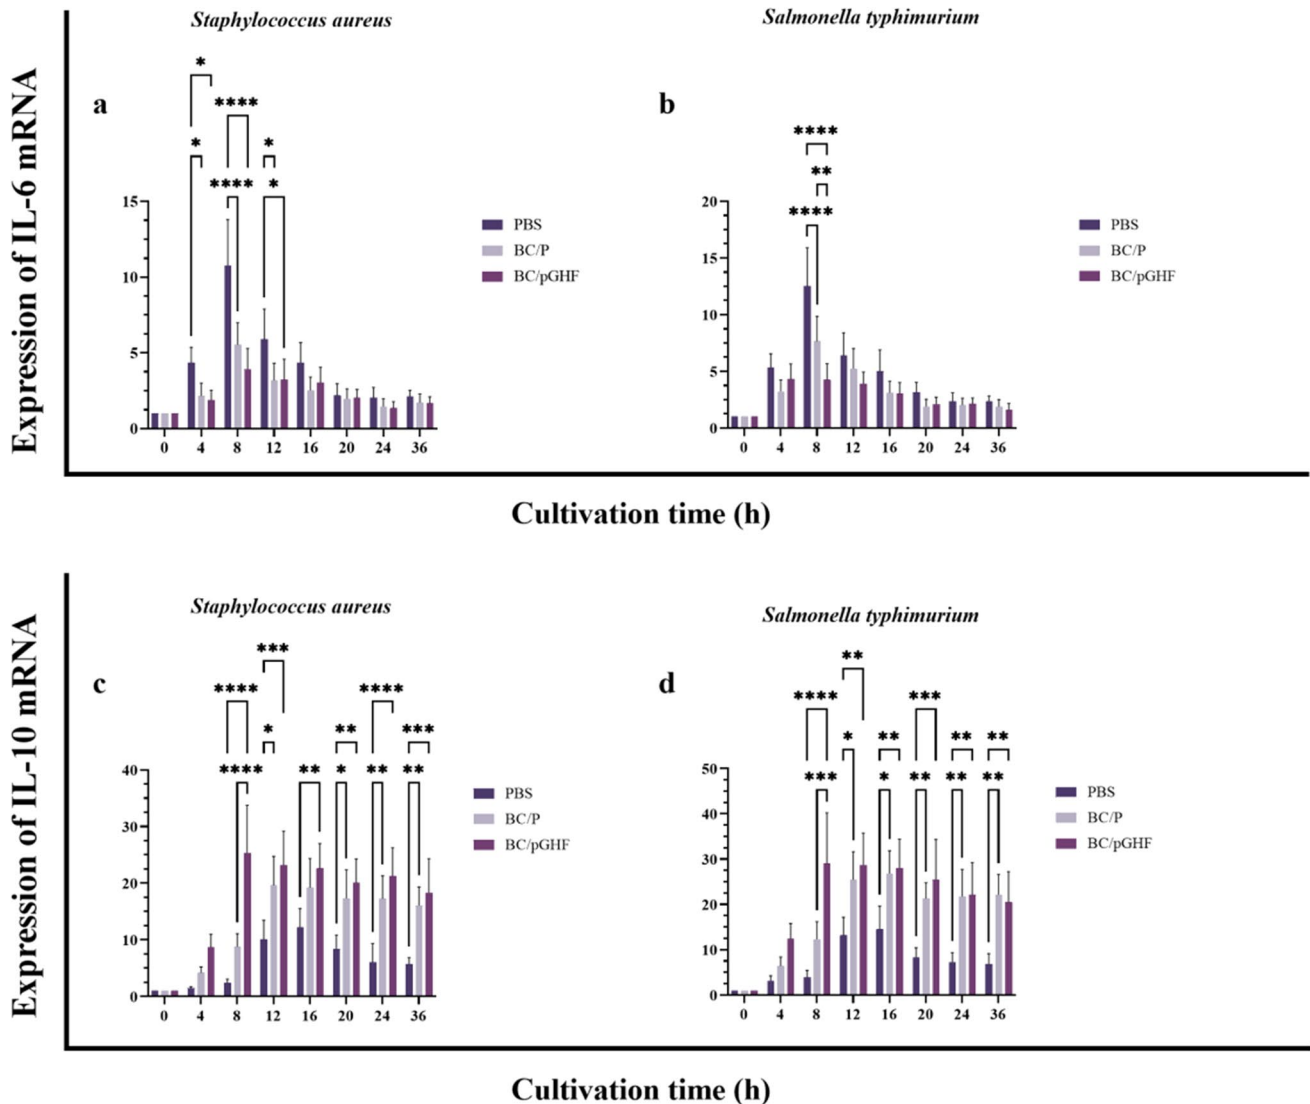 Expression of IL-6 mRNA
Staphylococcus aureus
a
*
****
*
*
****
*
15
10
5
0
0 4 8 12 16 20 24 36
PBS
BC/P
BC/pGHF
Salmonella typhimurium
b
****
**
****
20
15
10
5
0
0 4 8 12 16 20 24 36
PBS
BC/P
BC/pGHF
Cultivation time (h)
Expression of IL-10 mRNA
Staphylococcus aureus
c
***
**** ****
* ** ***
**** ** * ** **
40
30
20
10
0
0 4 8 12 16 20 24 36
PBS
BC/P
BC/pGHF
Salmonella typhimurium
d
**
**** ***
* ** ** **
*** * ** ** **
50
40
30
20
10
0
0 4 8 12 16 20 24 36
PBS
BC/P
BC/pGHF
Cultivation time (h)